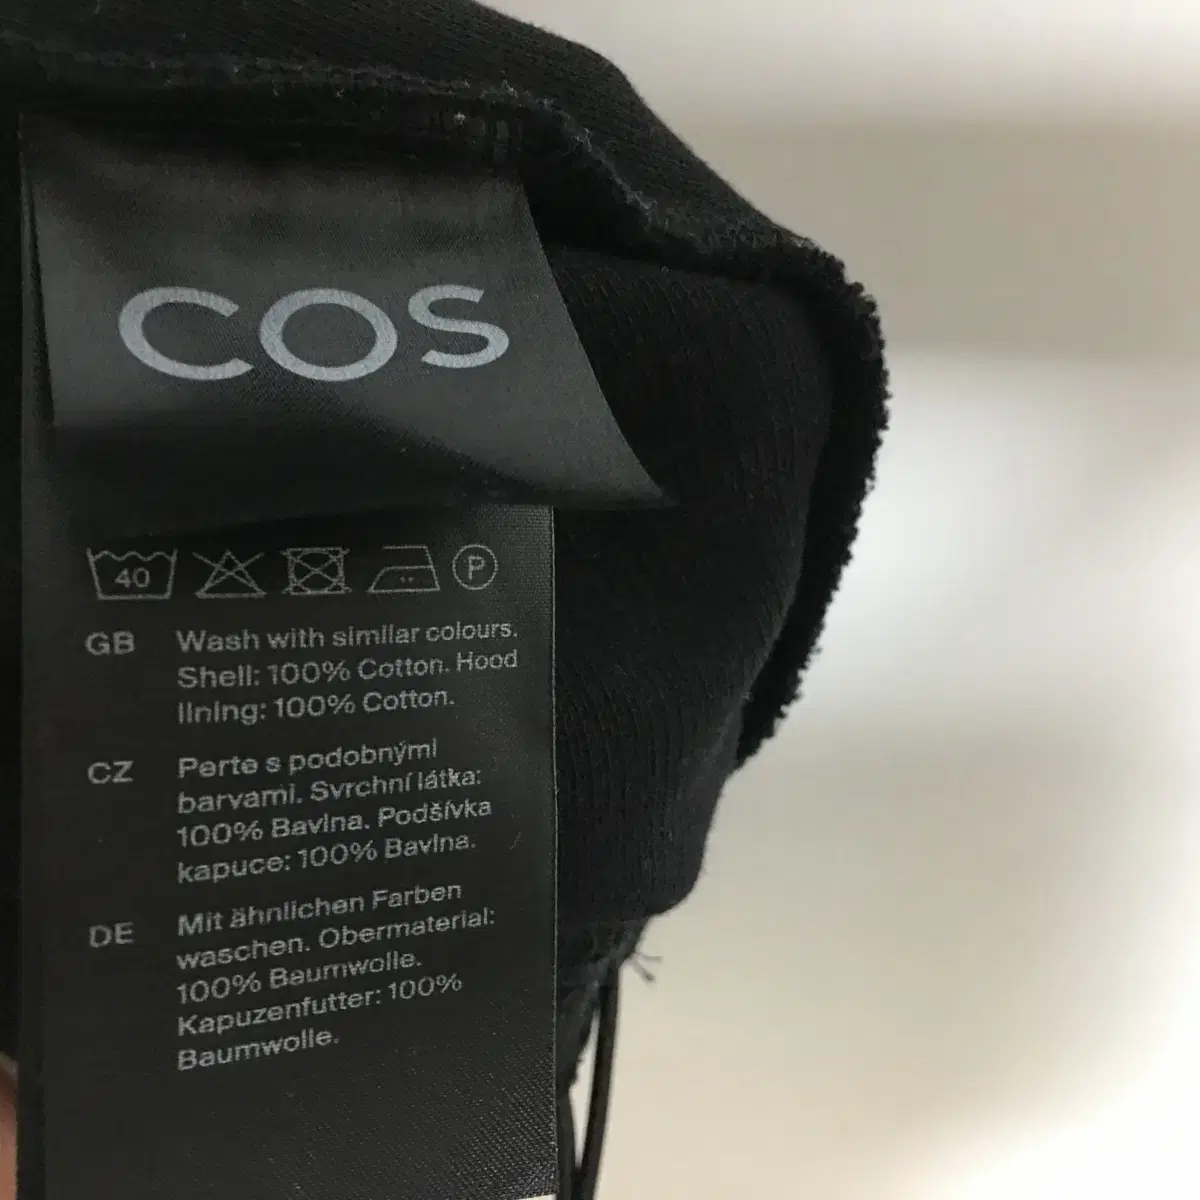 COS
40 P
GB Wash with similar colours.
Shell: 100% Cotton. Hood
lining: 100% Cotton.
CZ Perte s podobnými
barvami. Svrchní látka:
100% Bavlna. Podšívka
kapuce: 100% Bavlna.
DE Mit ähnlichen Farben
waschen. Obermaterial:
100% Baumwolle.
Kapuzenfutter: 100%
Baumwolle.